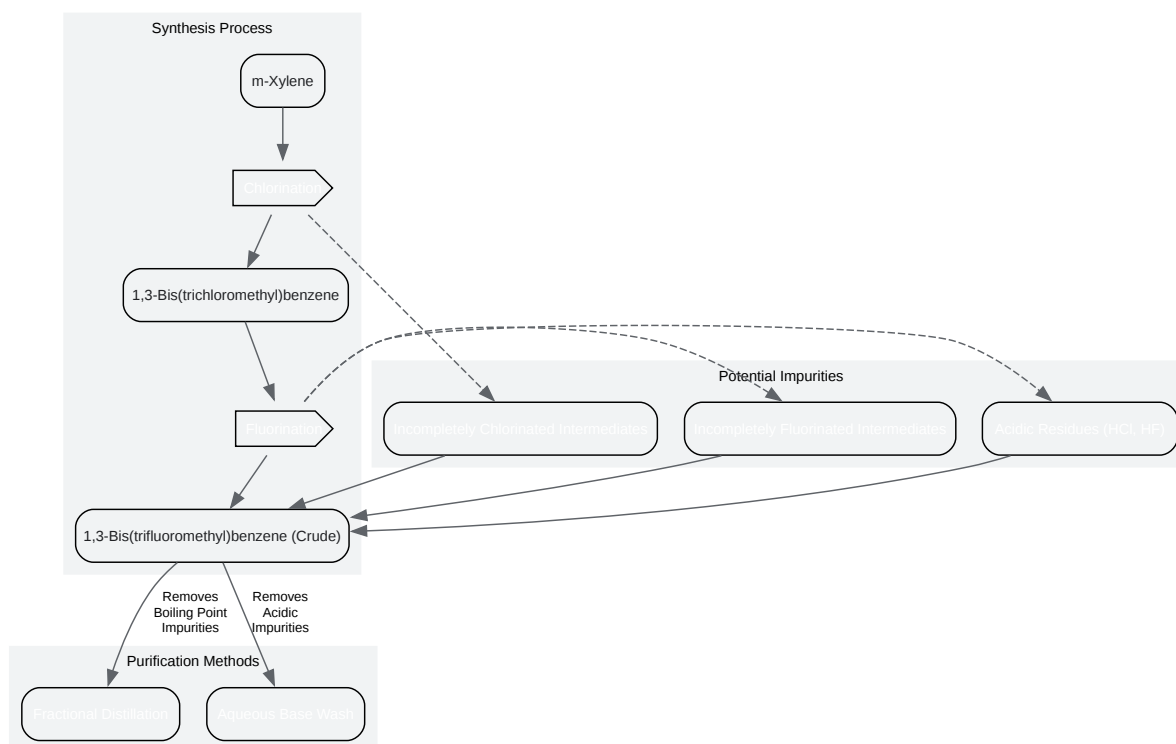 Synthesis Process
m-Xylene
Chlorination
1,3-Bis(trichloromethyl)benzene
Potential Impurities
Fluorination
Incompletely Chlorinated Intermediates
Incompletely Fluorinated Intermediates
Acidic Residues (HCl, HF)
1,3-Bis(trifluoromethyl)benzene (Crude)
Removes
Boiling Point
Impurities
Removes
Acidic
Impurities
Purification Methods
Fractional Distillation
Aqueous Base Wash